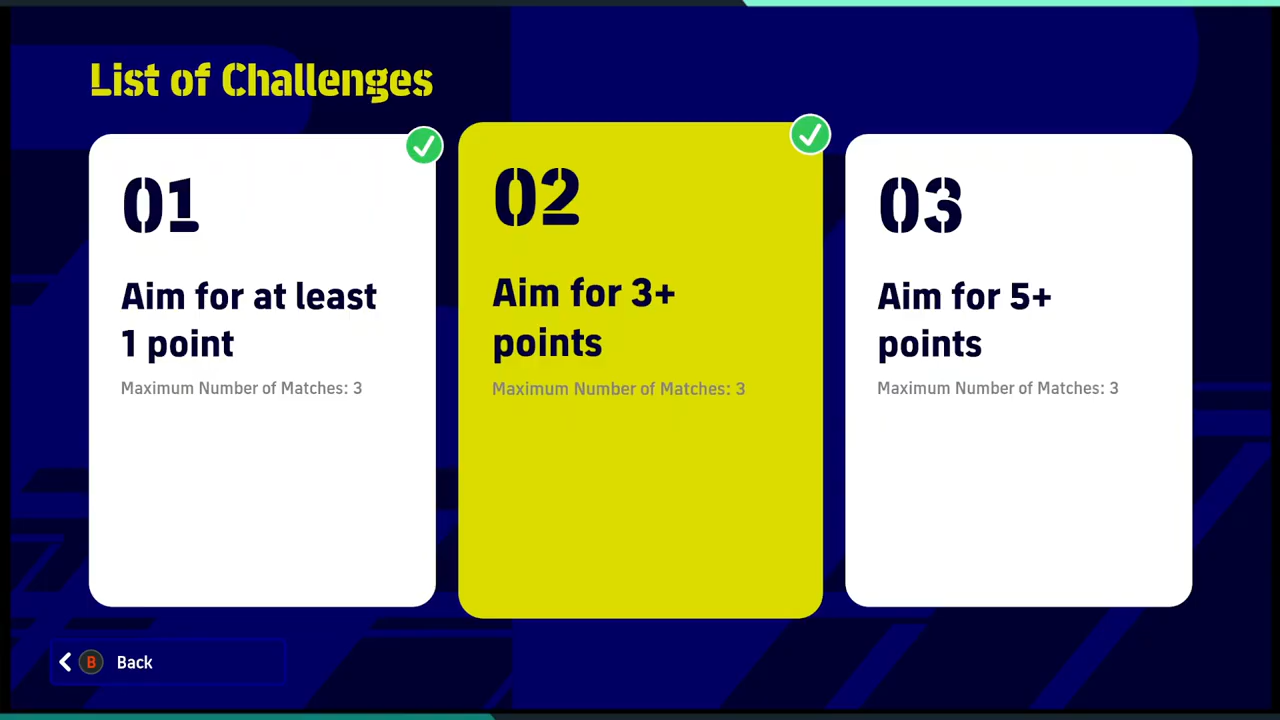 List of Challenges
01
Aim for at least
1 point
Maximum Number of Matches: 3
02
Aim for 3+
points
Maximum Number of Matches: 3
03
Aim for 5+
points
Maximum Number of Matches: 3
B Back